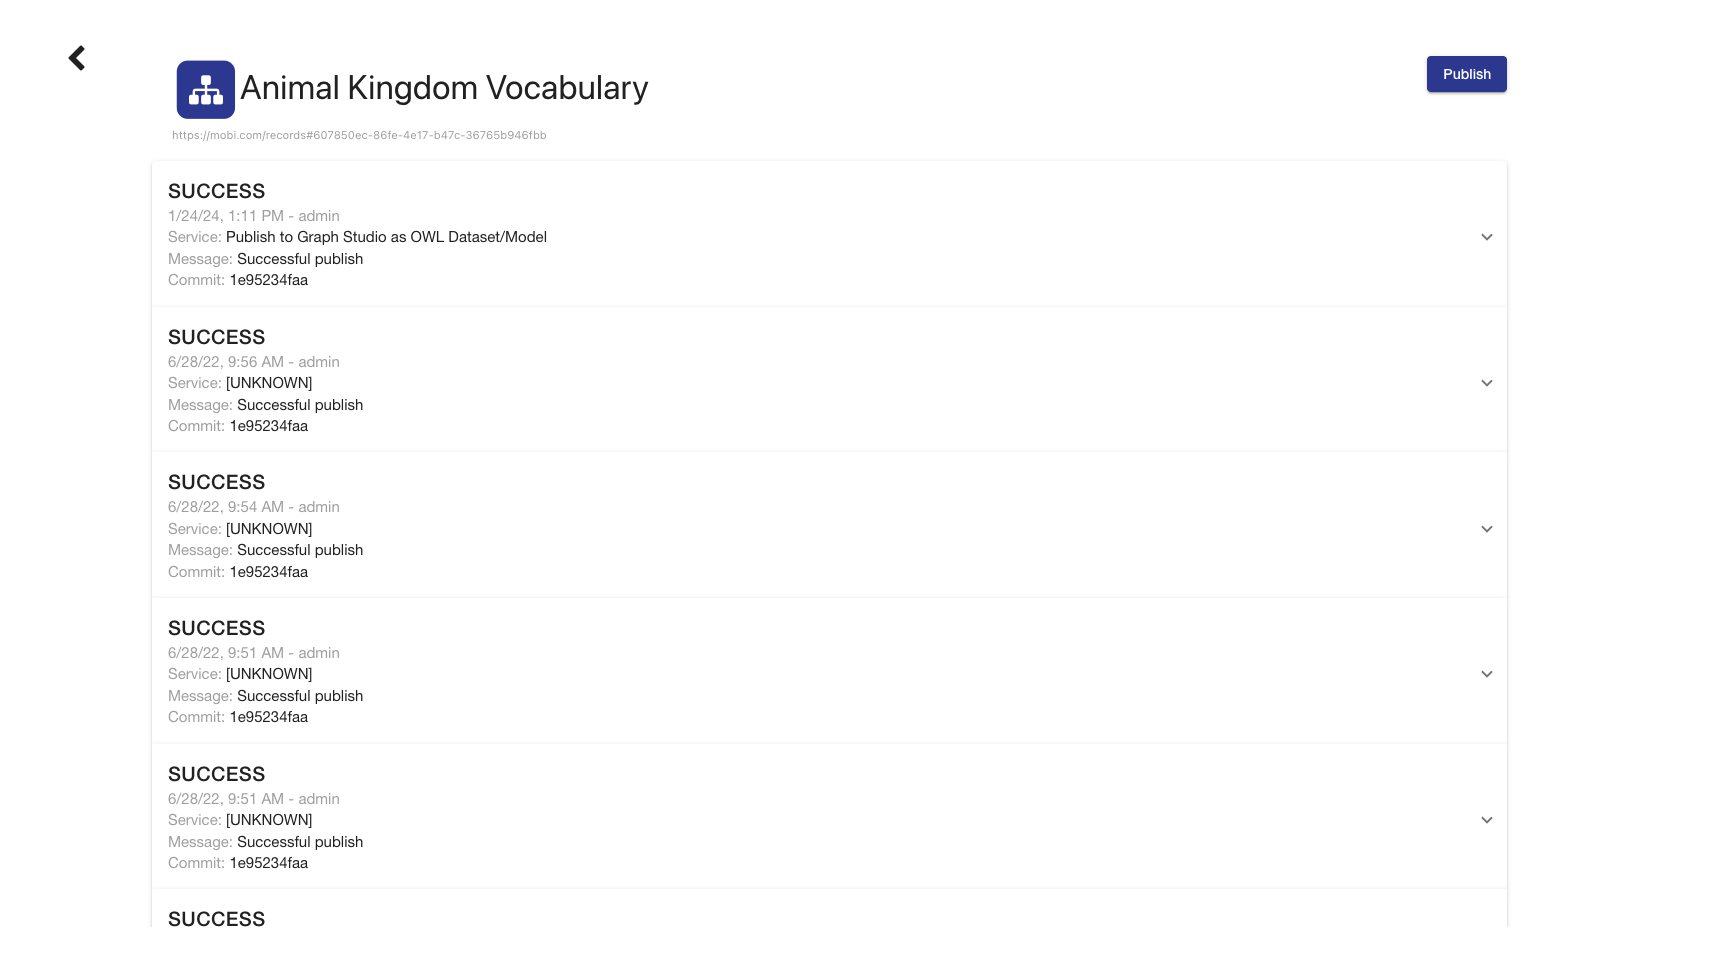 Animal Kingdom Vocabulary
Publish
https://mobi.com/records#607850ec-86fe-4e17-b47c-36765b946fbb
SUCCESS
1/24/24, 1:11 PM - admin
Service: Publish to Graph Studio as OWL Dataset/Model
Message: Successful publish
Commit: 1e95234faa
SUCCESS
6/28/22, 9:56 AM - admin
Service: [UNKNOWN]
Message: Successful publish
Commit: 1e95234faa
SUCCESS
6/28/22, 9:54 AM - admin
Service: [UNKNOWN]
Message: Successful publish
Commit: 1e95234faa
SUCCESS
6/28/22, 9:51 AM - admin
Service: [UNKNOWN]
Message: Successful publish
Commit: 1e95234faa
SUCCESS
6/28/22, 9:51 AM - admin
Service: [UNKNOWN]
Message: Successful publish
Commit: 1e95234faa
SUCCESS